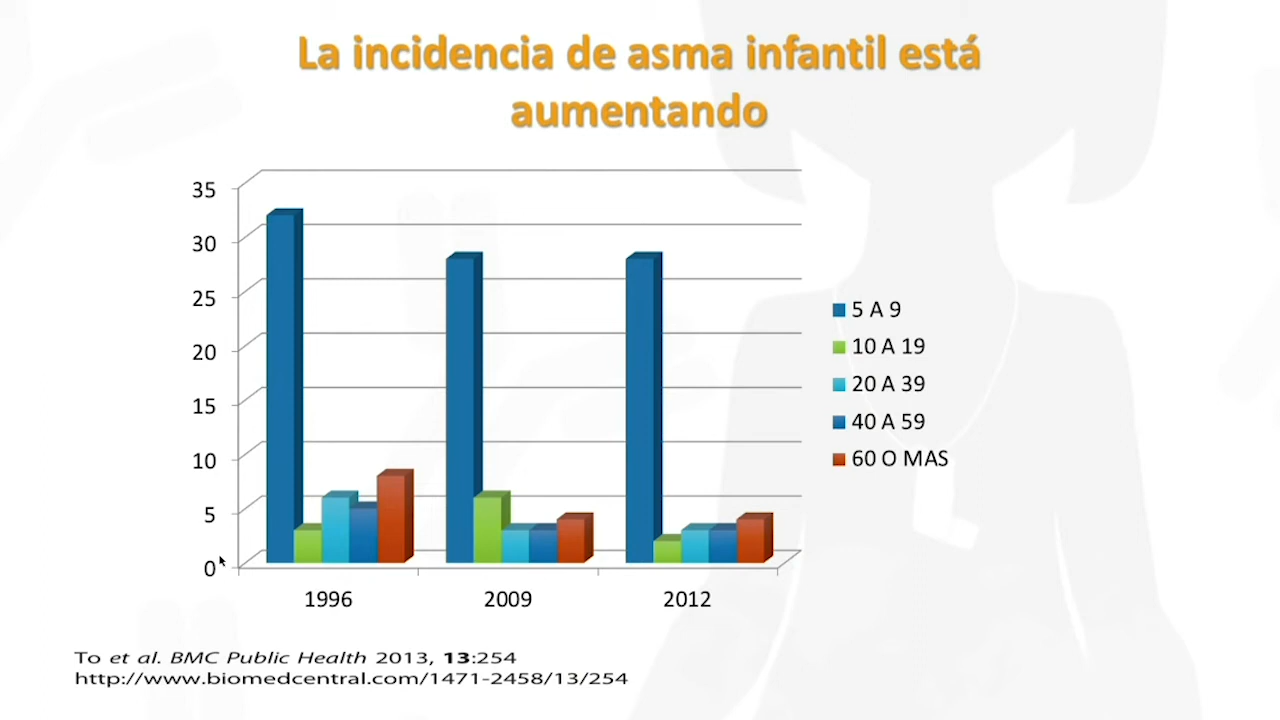 La incidencia de asma infantil está
aumentando
35
30
25
20
15
10
5
0
1996
2009
2012
5 A 9
10 A 19
20 A 39
40 A 59
60 O MAS
To et al. BMC Public Health 2013, 13:254
http://www.biomedcentral.com/1471-2458/13/254